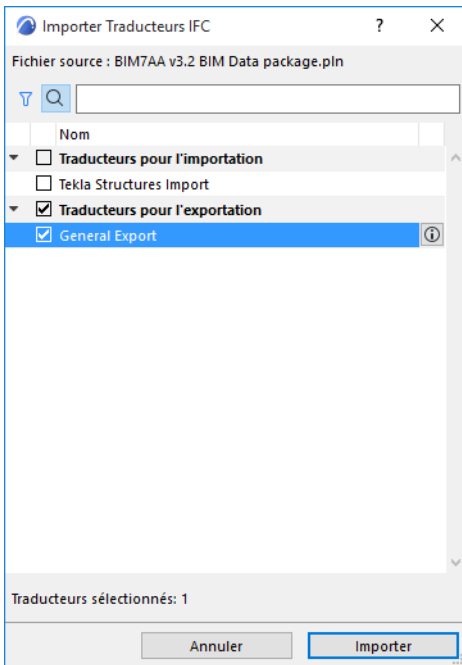 Importer Traducteurs IFC
?
Fichier source : BIM7AA v3.2 BIM Data package.pln
Nom
Traducteurs pour l'importation
Tekla Structures Import
Traducteurs pour l'exportation
General Export
Traducteurs sélectionnés: 1
Annuler Importer